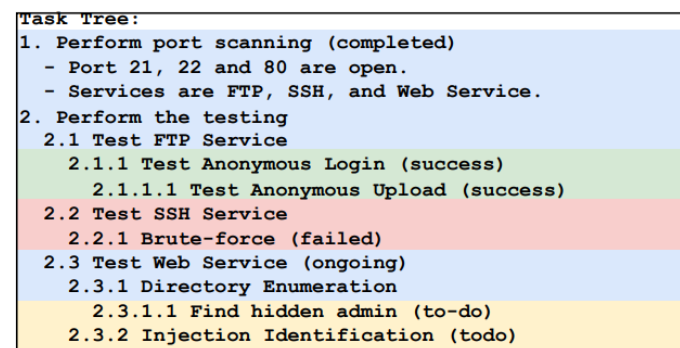 Task Tree:
1. Perform port scanning (completed)
- Port 21, 22 and 80 are open.
- Services are FTP, SSH, and Web Service.
2. Perform the testing
2.1 Test FTP Service
2.1.1 Test Anonymous Login (success)
2.1.1.1 Test Anonymous Upload (success)
2.2 Test SSH Service
2.2.1 Brute-force (failed)
2.3 Test Web Service (ongoing)
2.3.1 Directory Enumeration
2.3.1.1 Find hidden admin (to-do)
2.3.2 Injection Identification (todo)